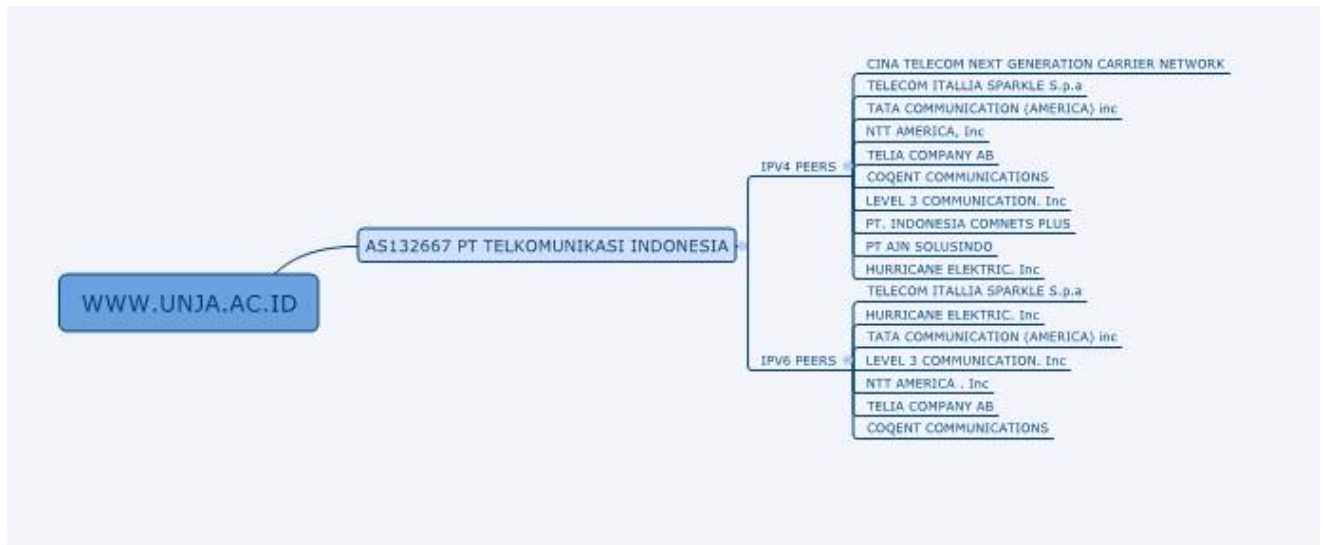 WWW.UNJA.AC.ID
AS132667 PT TELKOMUNIKASI INDONESIA
IPV4 PEERS
CINA TELECOM NEXT GENERATION CARRIER NETWORK
TELECOM ITALLIA SPARKLE S.p.a
TATA COMMUNICATION (AMERICA) inc
NTT AMERICA, Inc
TELIA COMPANY AB
COQENT COMMUNICATIONS
LEVEL 3 COMMUNICATION. Inc
PT. INDONESIA COMNETS PLUS
PT AJN SOLUSINDO
HURRICANE ELEKTRIC. Inc
IPV6 PEERS
TELECOM ITALLIA SPARKLE S.p.a
HURRICANE ELEKTRIC. Inc
TATA COMMUNICATION (AMERICA) inc
LEVEL 3 COMMUNICATION. Inc
NTT AMERICA . Inc
TELIA COMPANY AB
COQENT COMMUNICATIONS